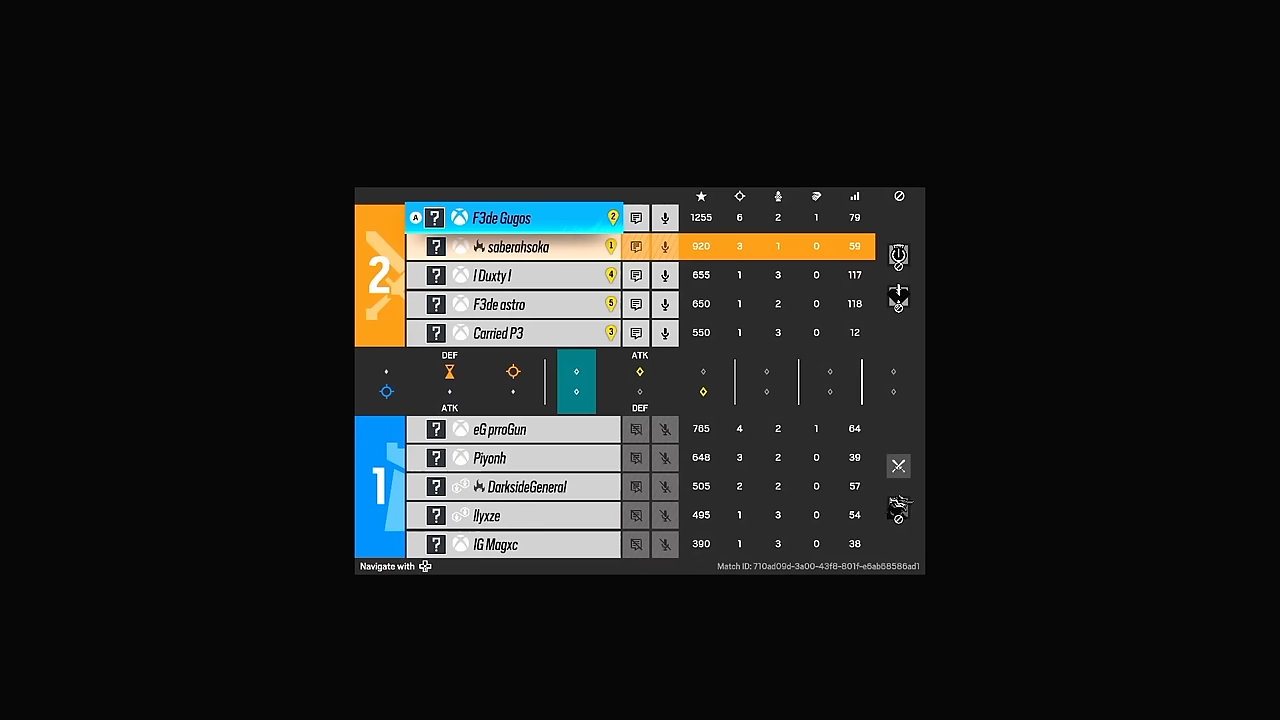 A ? F3de Gugos 2 1255 6 2 1 79
? saberahsoka 1 920 3 1 0 59
2
? I Duxty I 4 655 1 3 0 117
? F3de astro 5 650 1 2 0 118
? Carried P3 3 550 1 3 0 12
DEF ATK
ATK DEF
? eG prroGun 765 4 2 1 64
? Piyonh 648 3 2 0 39
1
? DarksideGeneral 505 2 2 0 57
? llyxze 495 1 3 0 54
? IG Magxc 390 1 3 0 38
Navigate with Match ID: 710ad09d-3a00-43f8-801f-e6ab68586ad1